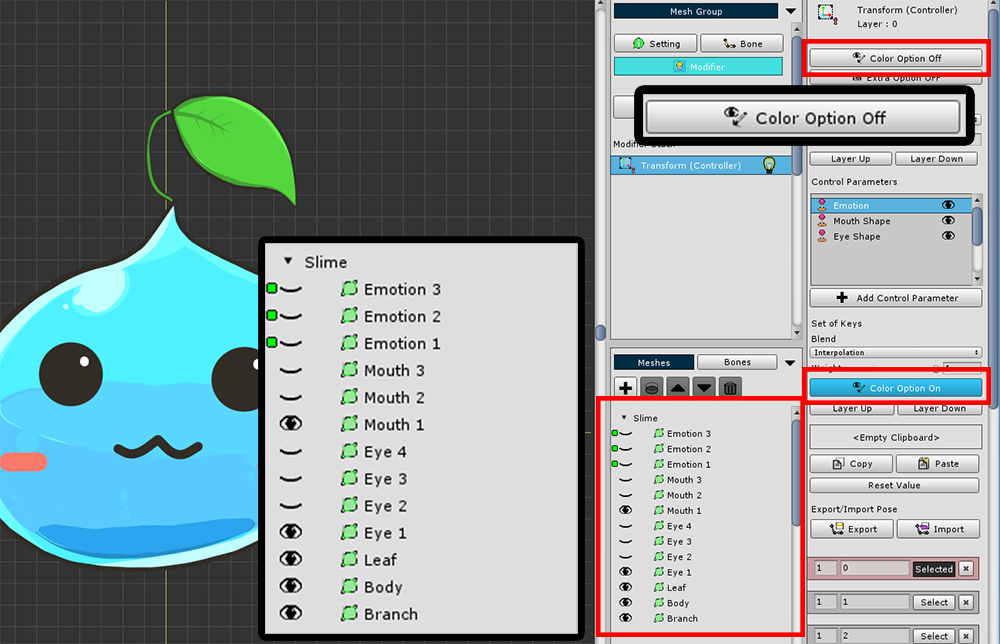 Mesh Group
Setting
Bone
Modifier
Modifier Stack
Transform (Controller)
Transform (Controller)
Layer : 0
Color Option Off
Extra Option Off
Color Option Off
Layer Up
Layer Down
Control Parameters
Emotion
Mouth Shape
Eye Shape
Add Control Parameter
Set of Keys
Blend
Interpolation
Weight
Color Option On
Layer Up
Layer Down
<Empty Clipboard>
Copy
Paste
Reset Value
Export/Import Pose
Export
Import
1
0
Selected
×
1
1
Select
×
1
2
Select
×
Slime
Emotion 3
Emotion 2
Emotion 1
Mouth 3
Mouth 2
Mouth 1
Eye 4
Eye 3
Eye 2
Eye 1
Leaf
Body
Branch
Meshes
Bones
Slime
Emotion 3
Emotion 2
Emotion 1
Mouth 3
Mouth 2
Mouth 1
Eye 4
Eye 3
Eye 2
Eye 1
Leaf
Body
Branch